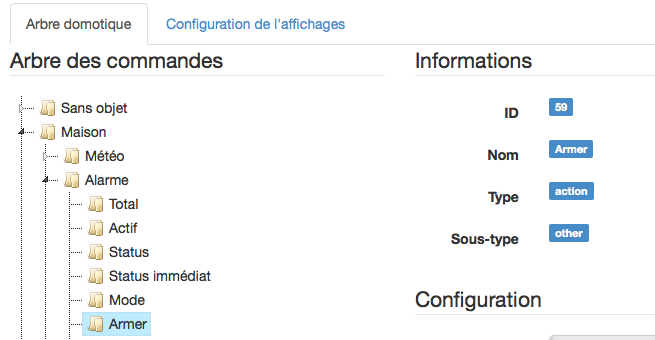 Arbre domotique
Configuration de l'affichages
Arbre des commandes
Sans objet
Maison
Météo
Alarme
Total
Actif
Status
Status immédiat
Mode
Armer
Informations
ID 59
Nom Armer
Type action
Sous-type other
Configuration